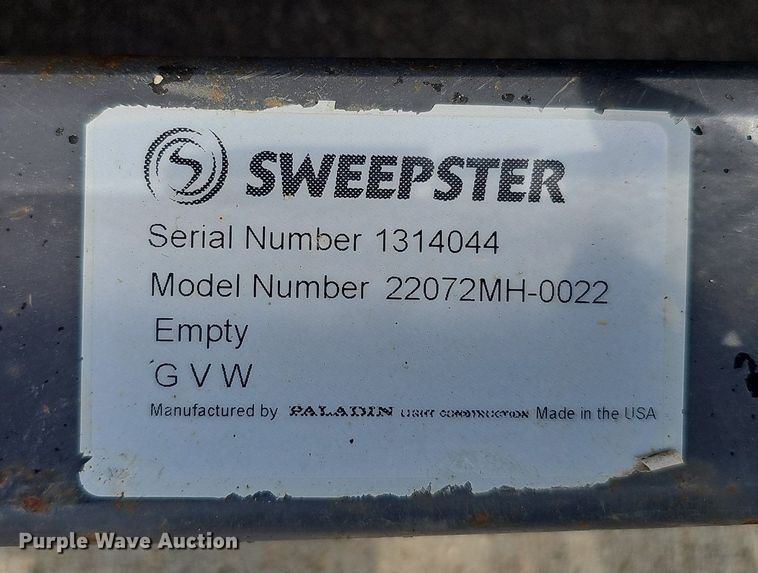 SWEEPSTER
Serial Number 1314044
Model Number 22072MH-0022
Empty
G V W
Manufactured by PALADIN LIGHT CONSTRUCTION Made in the USA
Purple Wave Auction